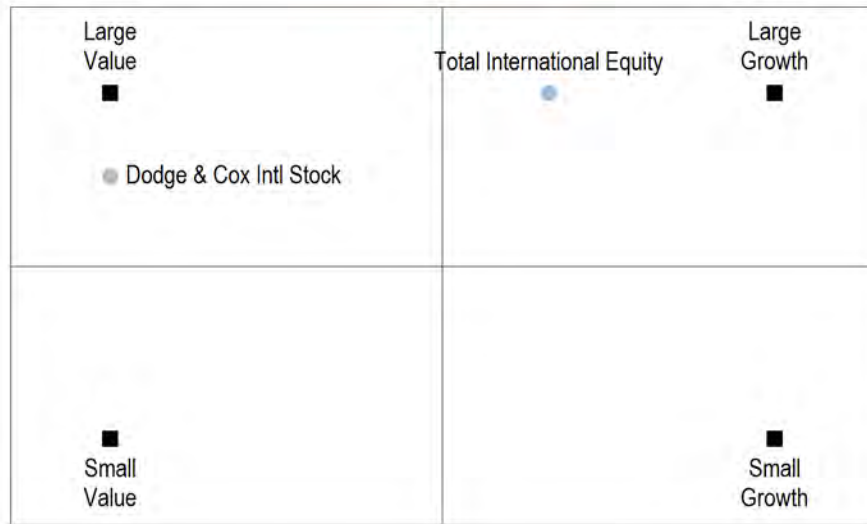 Large
Value
Large
Growth
Total International Equity
Dodge & Cox Intl Stock
Small
Value
Small
Growth